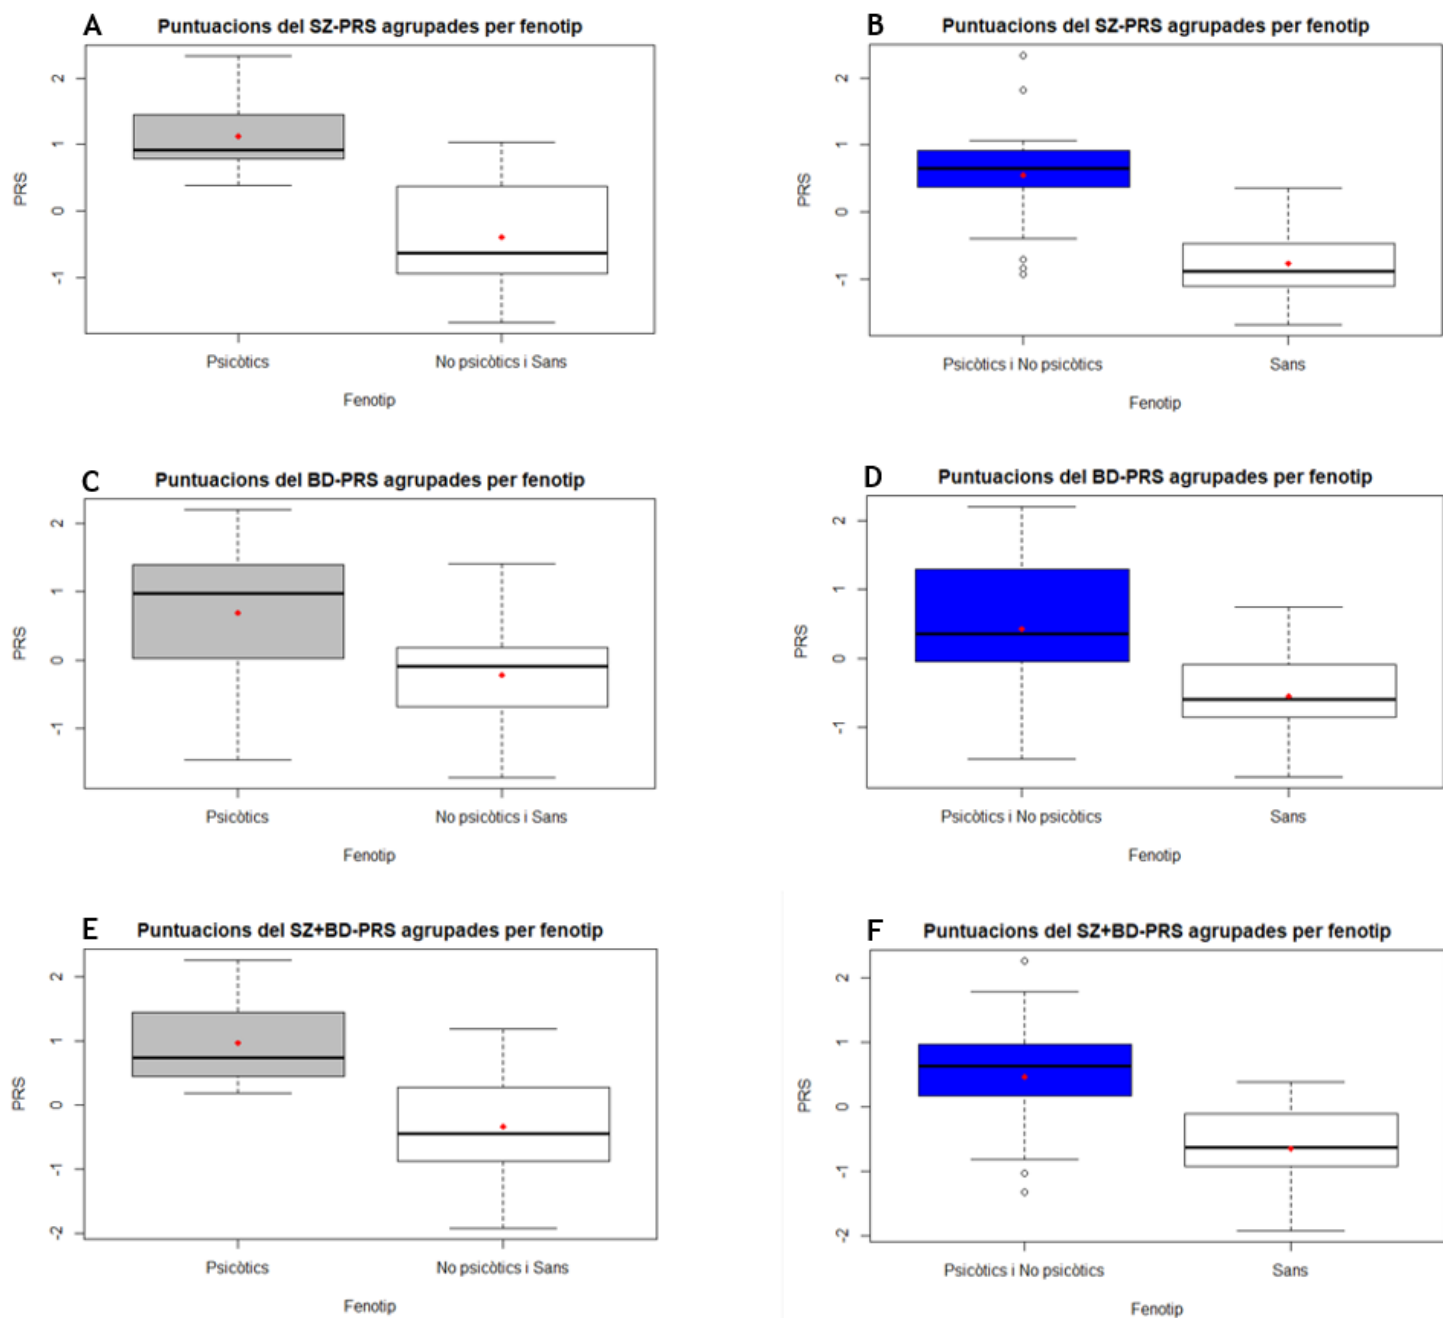 A
Puntuacions del SZ-PRS agrupades per fenotip
PRS
2
1
0
-1
Psicòtics
No psicòtics i Sans
Fenotip
B
Puntuacions del SZ-PRS agrupades per fenotip
PRS
2
1
0
-1
Psicòtics i No psicòtics
Sans
Fenotip
C
Puntuacions del BD-PRS agrupades per fenotip
PRS
2
1
0
-1
Psicòtics
No psicòtics i Sans
Fenotip
D
Puntuacions del BD-PRS agrupades per fenotip
PRS
2
1
0
-1
Psicòtics i No psicòtics
Sans
Fenotip
E
Puntuacions del SZ+BD-PRS agrupades per fenotip
PRS
2
1
0
-1
-2
Psicòtics
No psicòtics i Sans
Fenotip
F
Puntuacions del SZ+BD-PRS agrupades per fenotip
PRS
2
1
0
-1
-2
Psicòtics i No psicòtics
Sans
Fenotip